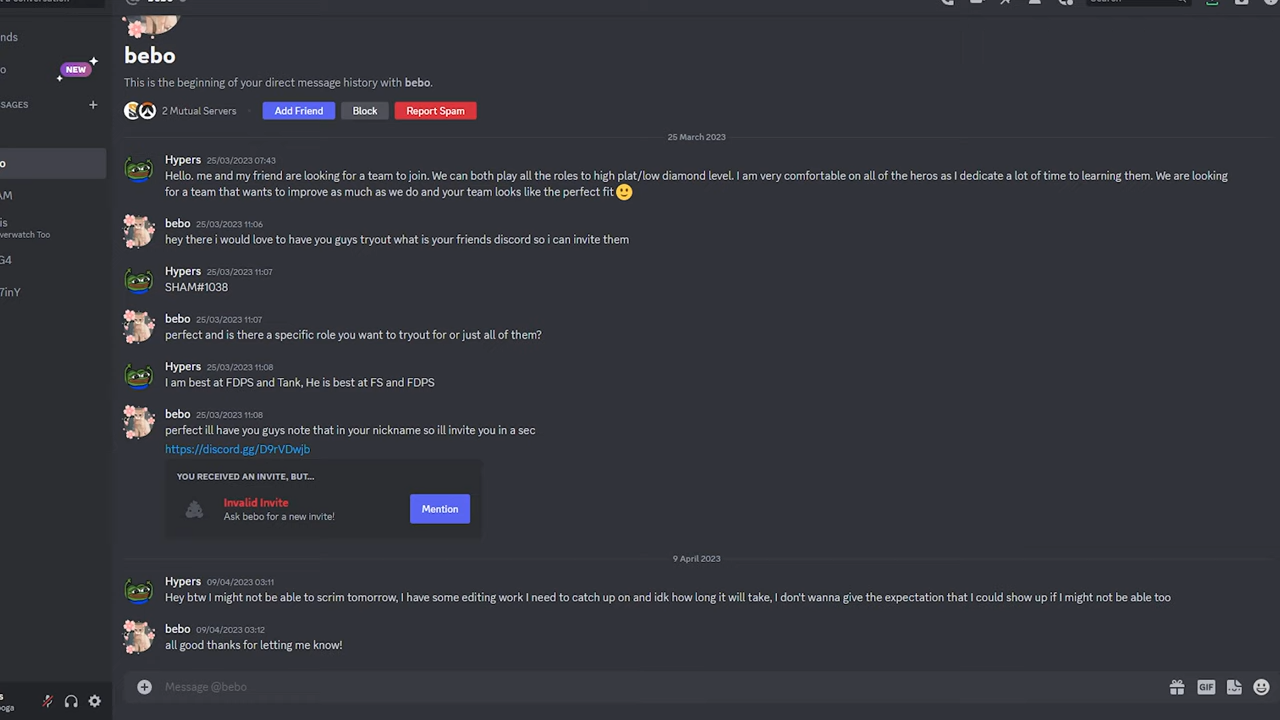 bebo
This is the beginning of your direct message history with bebo.
NEW
2 Mutual Servers
Add Friend
Block
Report Spam
25 March 2023
Hypers 25/03/2023 07:43
Hello. me and my friend are looking for a team to join. We can both play all the roles to high plat/low diamond level. I am very comfortable on all of the heros as I dedicate a lot of time to learning them. We are looking
for a team that wants to improve as much as we do and your team looks like the perfect fit
bebo 25/03/2023 11:06
hey there i would love to have you guys tryout what is your friends discord so i can invite them
Hypers 25/03/2023 11:07
SHAM#1038
bebo 25/03/2023 11:07
perfect and is there a specific role you want to tryout for or just all of them?
Hypers 25/03/2023 11:08
I am best at FDPS and Tank, He is best at FS and FDPS
bebo 25/03/2023 11:08
perfect ill have you guys note that in your nickname so ill invite you in a sec
https://discord.gg/D9rVDwjb
YOU RECEIVED AN INVITE, BUT...
Invalid Invite
Ask bebo for a new invite!
Mention
9 April 2023
Hypers 09/04/2023 03:11
Hey btw I might not be able to scrim tomorrow, I have some editing work I need to catch up on and idk how long it will take, I don't wanna give the expectation that I could show up if I might not be able too
bebo 09/04/2023 03:12
all good thanks for letting me know!
Message @bebo
GIF